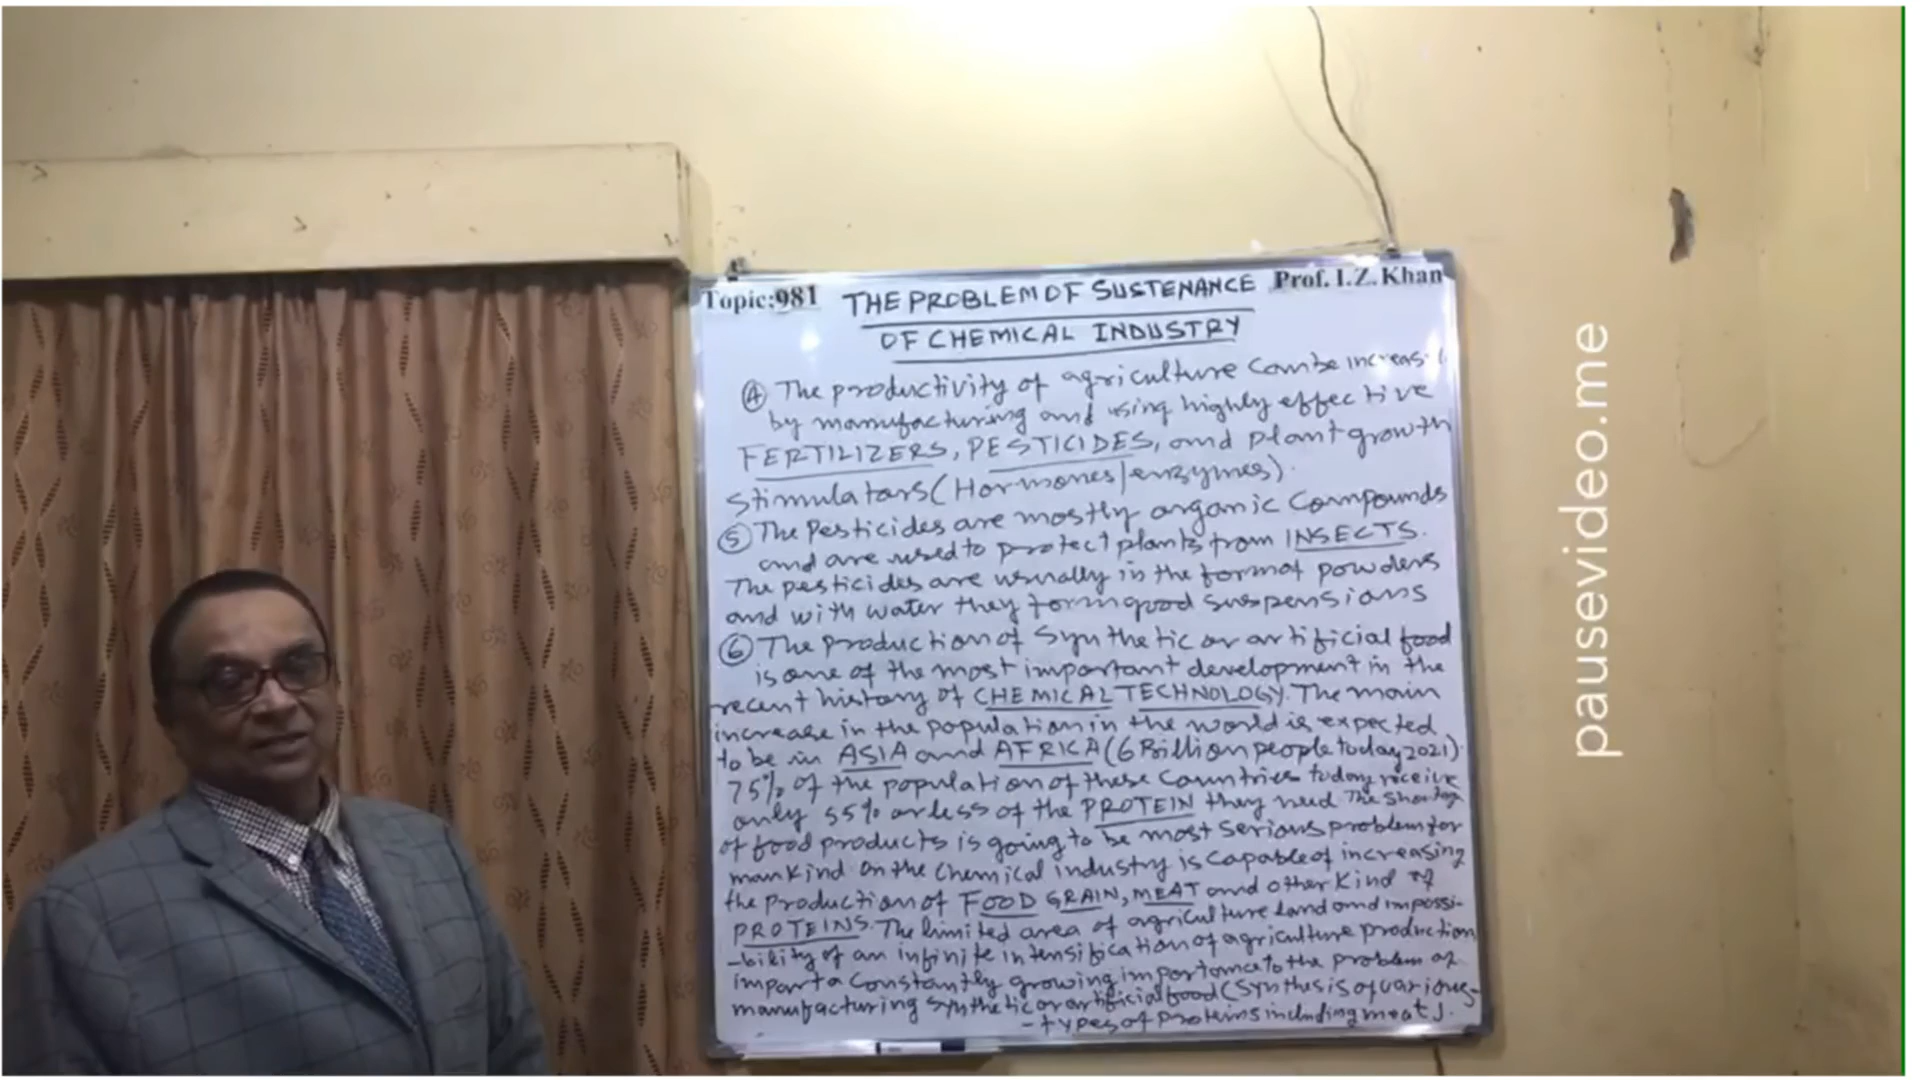 Topic:981 THE PROBLEM OF SUSTENANCE Prof. I.Z. Khan
OF CHEMICAL INDUSTRY
④ The productivity of agriculture can be increas
by manufacturing and using highly effective
FERTILIZERS, PESTICIDES, and plant growth
stimulators (Hormones/enzymes).
⑤ The Pesticides are mostly organic Compounds
and are used to protect plants from INSECTS.
The pesticides are usually in the form of powders
and with water they form good suspensions
⑥ The production of Synthetic or artificial food
is one of the most important development in the
recent history of CHEMICAL TECHNOLOGY. The main
increase in the population in the world is expected
to be in ASIA and AFRICA (6 Billion people today 2021).
75% of the population of these Countries today receive
only 55% or less of the PROTEIN they need The shortage
of food products is going to be most serious problem for
mankind on the Chemical industry is capable of increasing
the production of FOOD GRAIN, MEAT and other kind of
PROTEINS. The limited area of agriculture land and impossi-
-bility of an infinite intensification of agriculture production
impart a Constantly growing importance to the problem of
manufacturing synthetic or artificial food (Synthesis of various-
-types of proteins including meat).
pausevideo.me